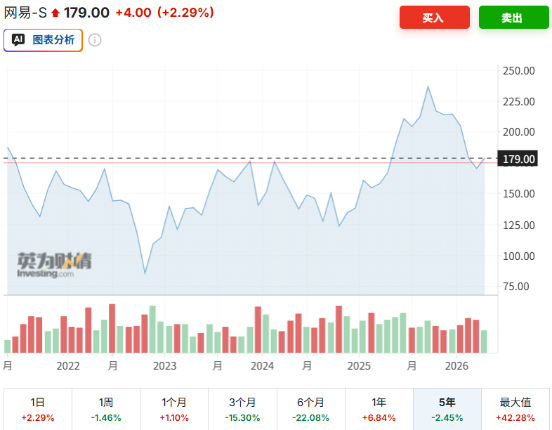 网易-S 179.00 +4.00 (+2.29%)
买入 卖出
AI 图表分析
250.00
225.00
200.00
179.00
150.00
125.00
100.00
75.00
英为财情
Investing.com
月 2022 月 2023 月 2024 月 2025 月 2026
1日 1周 1个月 3个月 6个月 1年 5年 最大值
+2.29% -1.46% +1.10% -15.30% -22.08% +6.84% -2.45% +42.28%